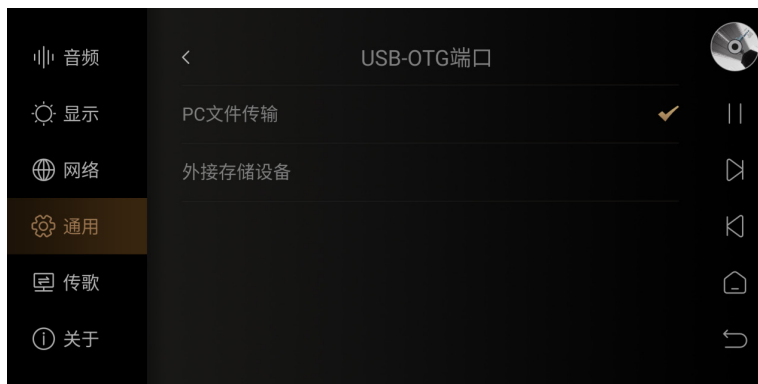 音频
显示
网络
通用
传歌
关于
USB-OTG端口
PC文件传输
外接存储设备